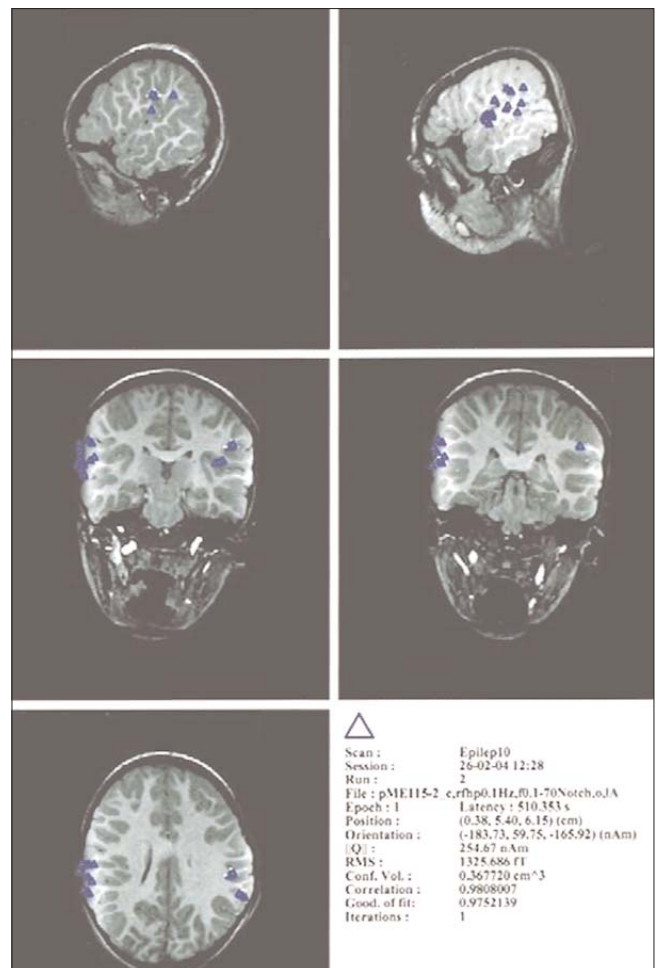 Scan : Epilep10
Session : 26-02-04 12:28
Run : 2
File : pME115-2_c,rfhp0.1Hz,f0.1-70Notch,o,1A
Epoch : 1 Latency : 510.353 s
Position : (0.38, 5.40, 6.15) (cm)
Orientation : (-183.73, 59.75, -165.92) (nAm)
|Q| : 254.67 nAm
RMS : 1325.686 fT
Conf. Vol. : 0.367720 cm^3
Correlation : 0.9808007
Good. of fit: 0.9752139
Iterations : 1